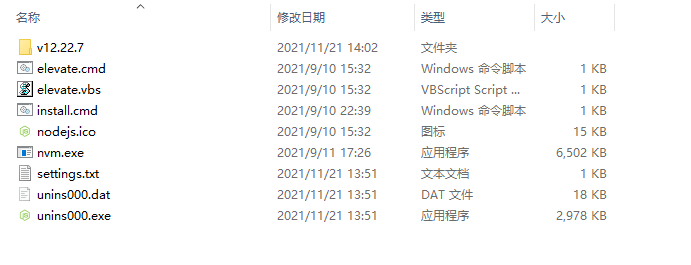 名称 修改日期 类型 大小
v12.22.7 2021/11/21 14:02 文件夹
elevate.cmd 2021/9/10 15:32 Windows 命令脚本 1 KB
elevate.vbs 2021/9/10 15:32 VBScript Script ... 1 KB
install.cmd 2021/9/10 22:39 Windows 命令脚本 1 KB
nodejs.ico 2021/9/10 15:32 图标 15 KB
nvm.exe 2021/9/11 17:26 应用程序 6,502 KB
settings.txt 2021/11/21 13:51 文本文档 1 KB
unins000.dat 2021/11/21 13:51 DAT 文件 18 KB
unins000.exe 2021/11/21 13:51 应用程序 2,978 KB